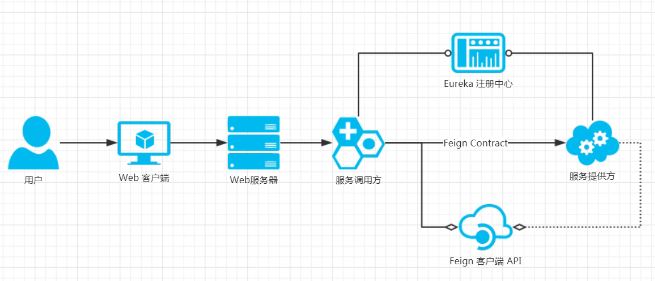 Eureka 注册中心
Feign Contract
用户
Web 客户端
Web服务器
服务调用方
服务提供方
Feign 客户端 API